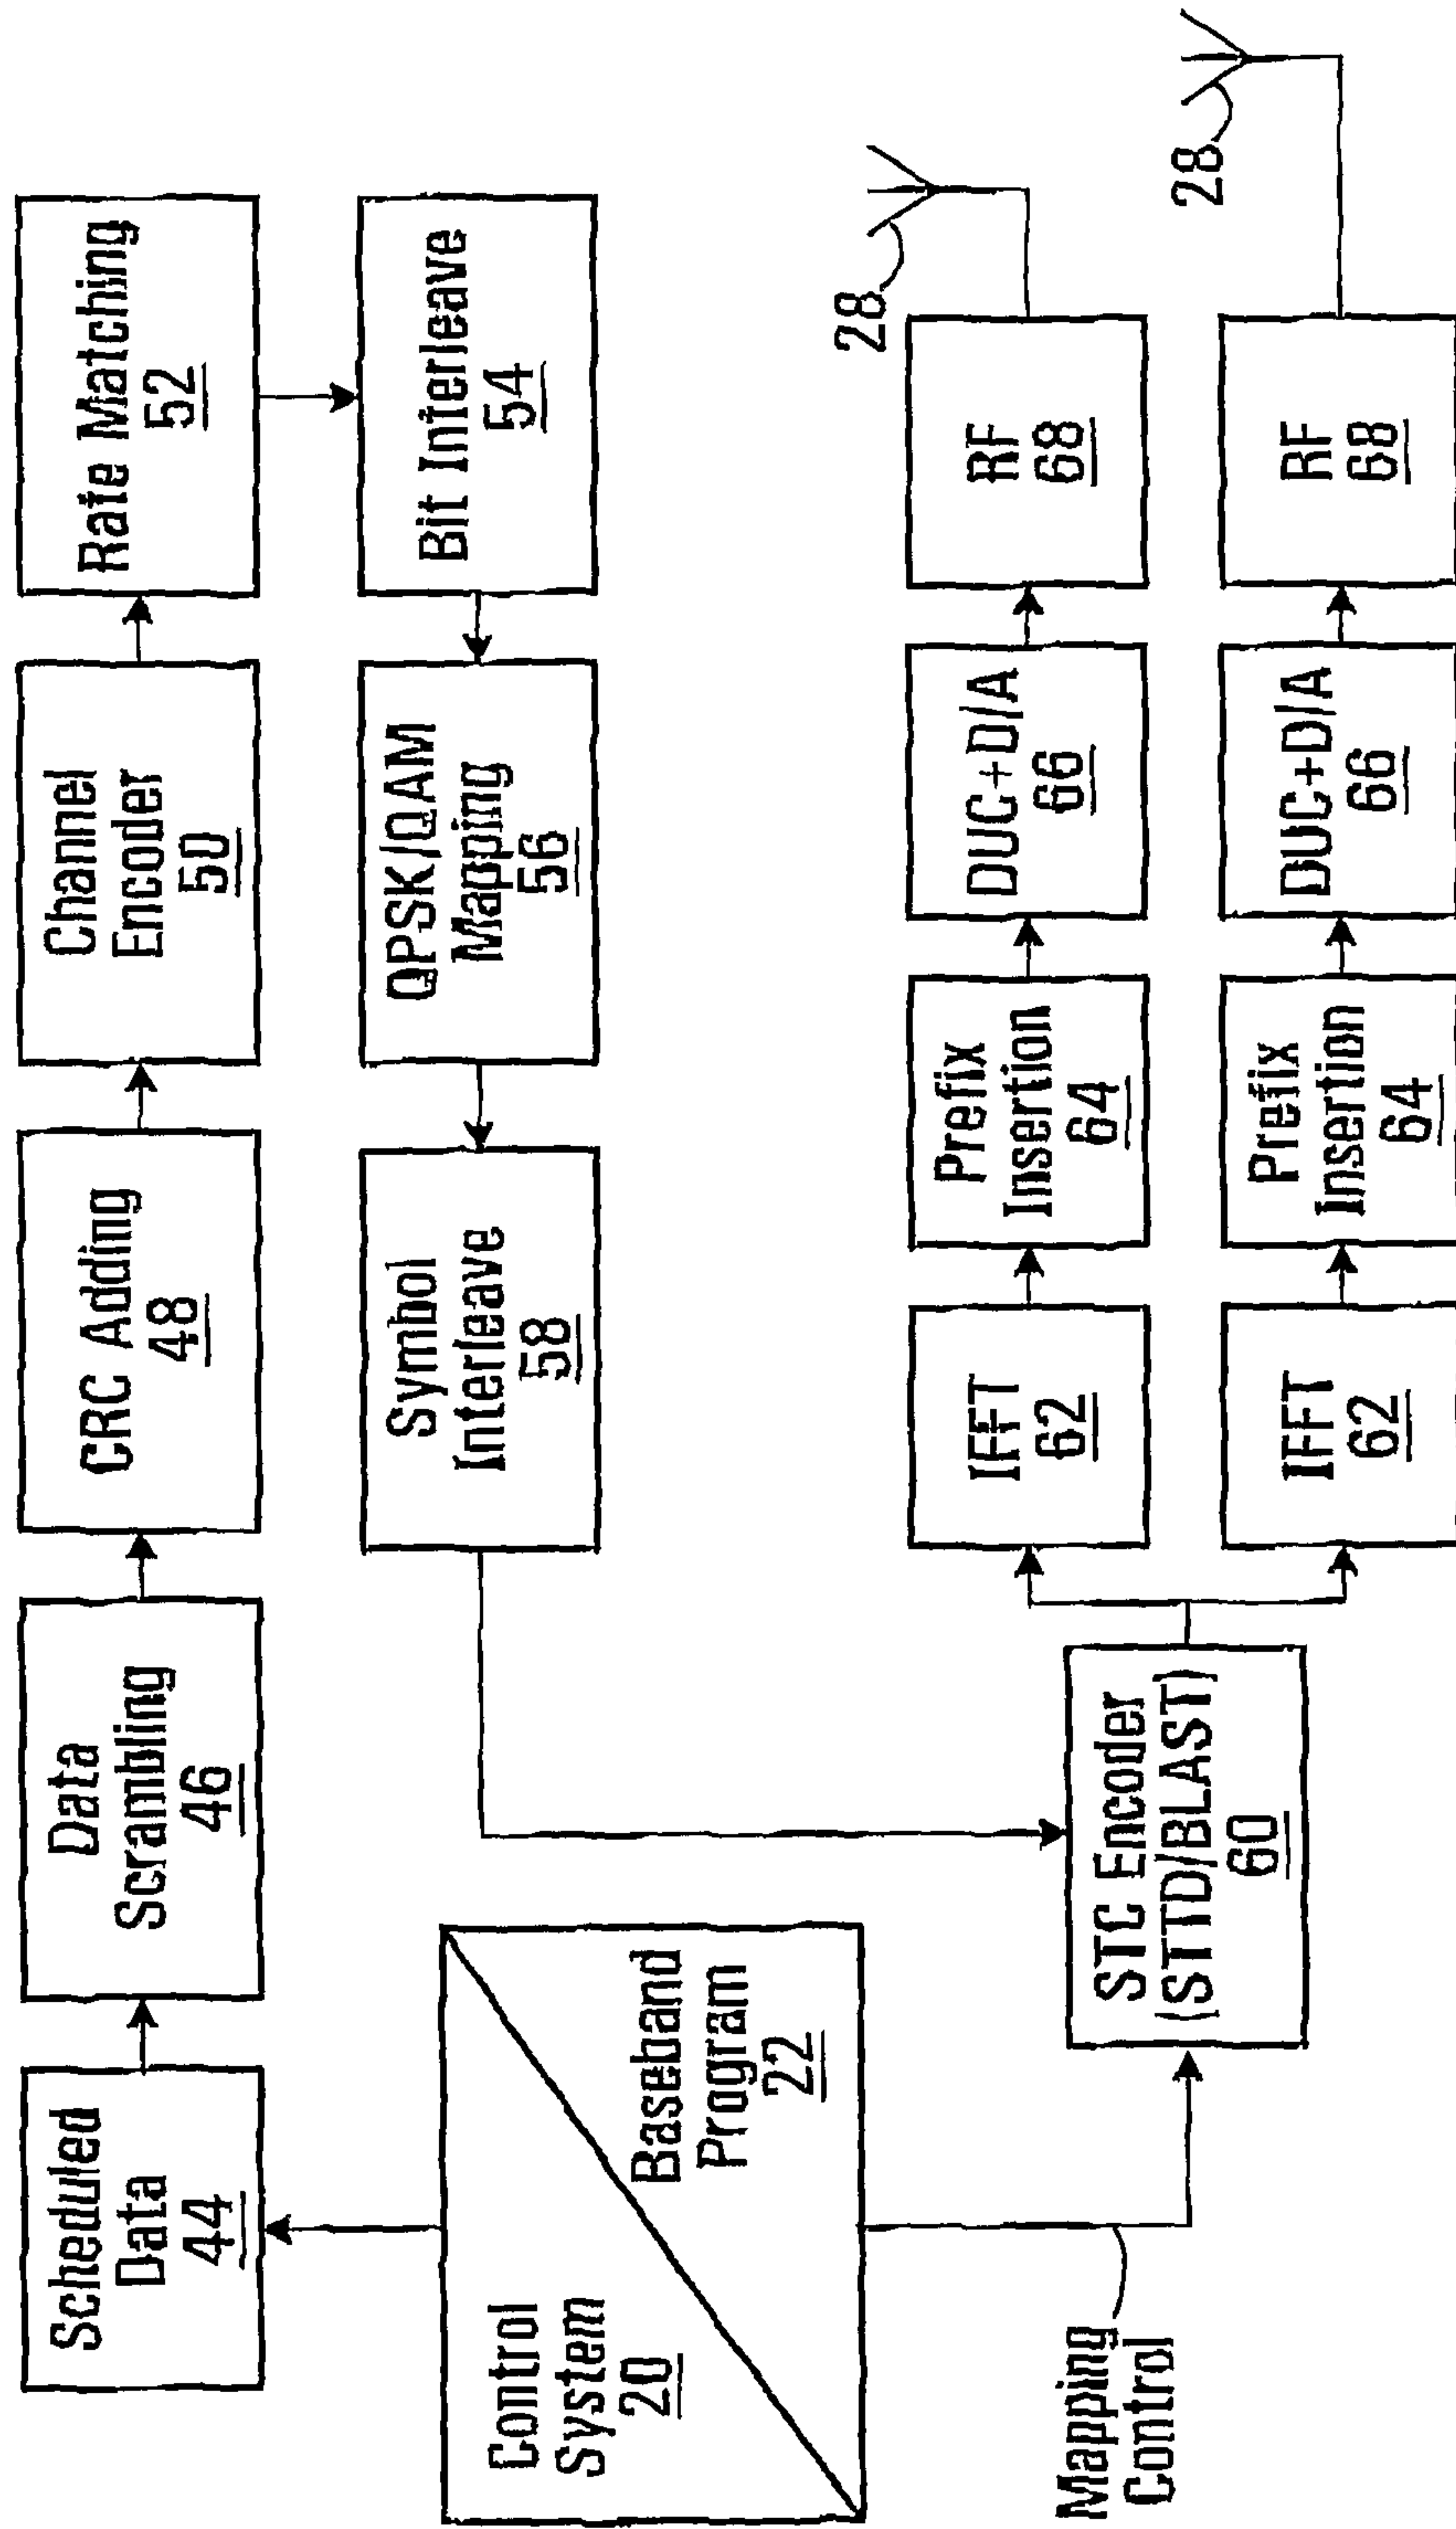 Scheduled
Data
44
Data
Scrambling
46
CRC Adding
48
Channel
Encoder
50
Rate Matching
52
Control
System
20
Baseband
Program
22
Symbol
Interleave
58
QPSK/QAM
Mapping
56
Bit Interleave
54
Mapping
Control
STC Encoder
(STTD/BLAST)
60
IFFT
62
Prefix
Insertion
64
DUC+D/A
66
RF
68
28
IFFT
62
Prefix
Insertion
64
DUC+D/A
66
RF
68
28